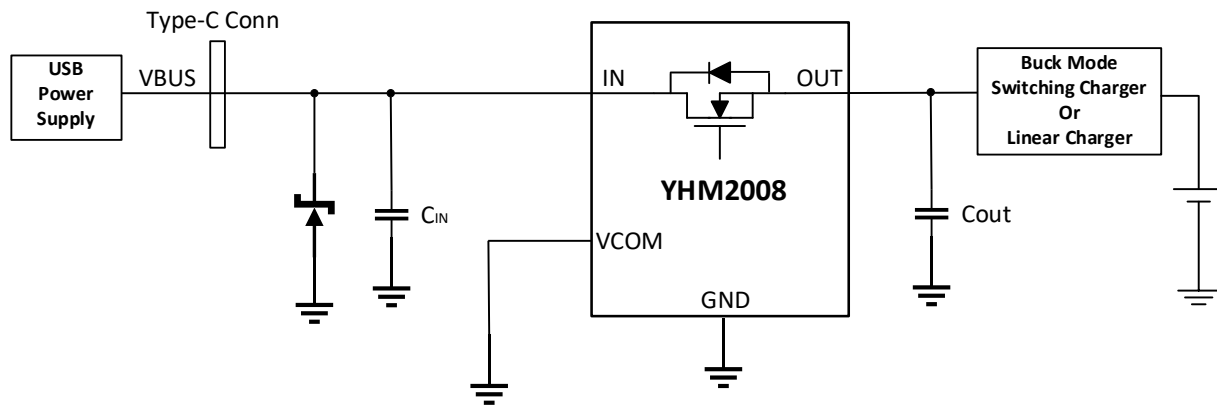 Type-C Conn
USB
Power
Supply
VBUS
IN
OUT
Buck Mode
Switching Charger
Or
Linear Charger
YHM2008
CIN
Cout
VCOM
GND